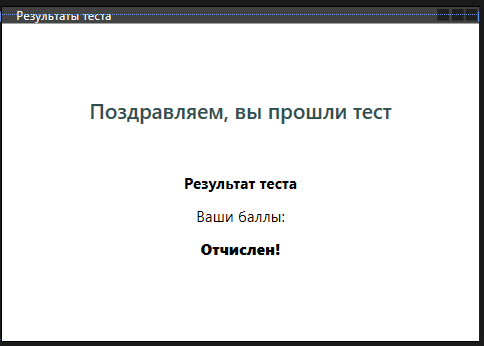 Результаты теста
Поздравляем, вы прошли тест
Результат теста
Ваши баллы:
Отчислен!